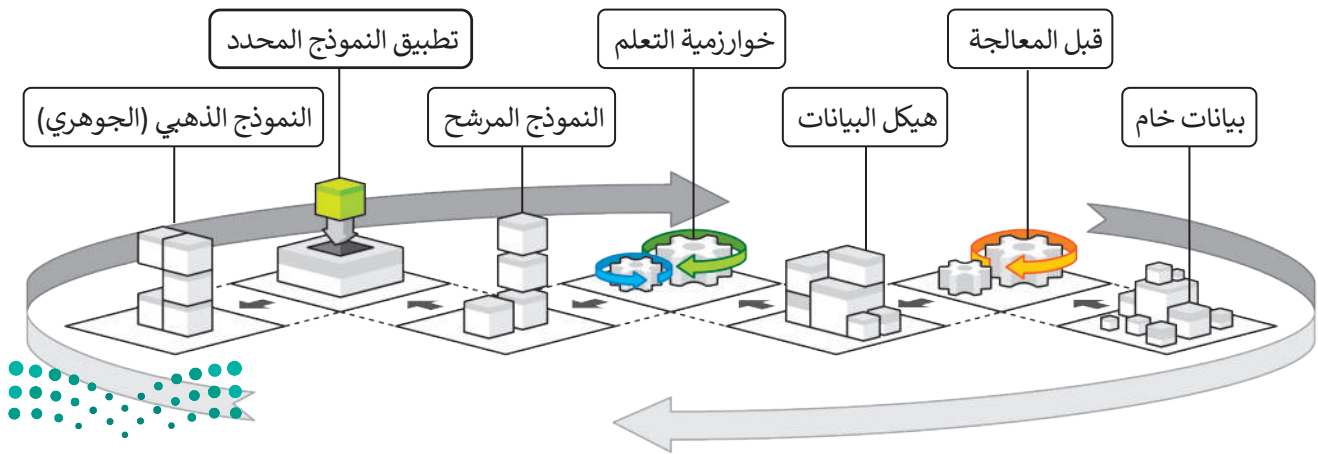 بيانات خام
قبل المعالجة
هيكل البيانات
خوارزمية التعلم
النموذج المرشح
تطبيق النموذج المحدد
النموذج الذهبي (الجوهري)